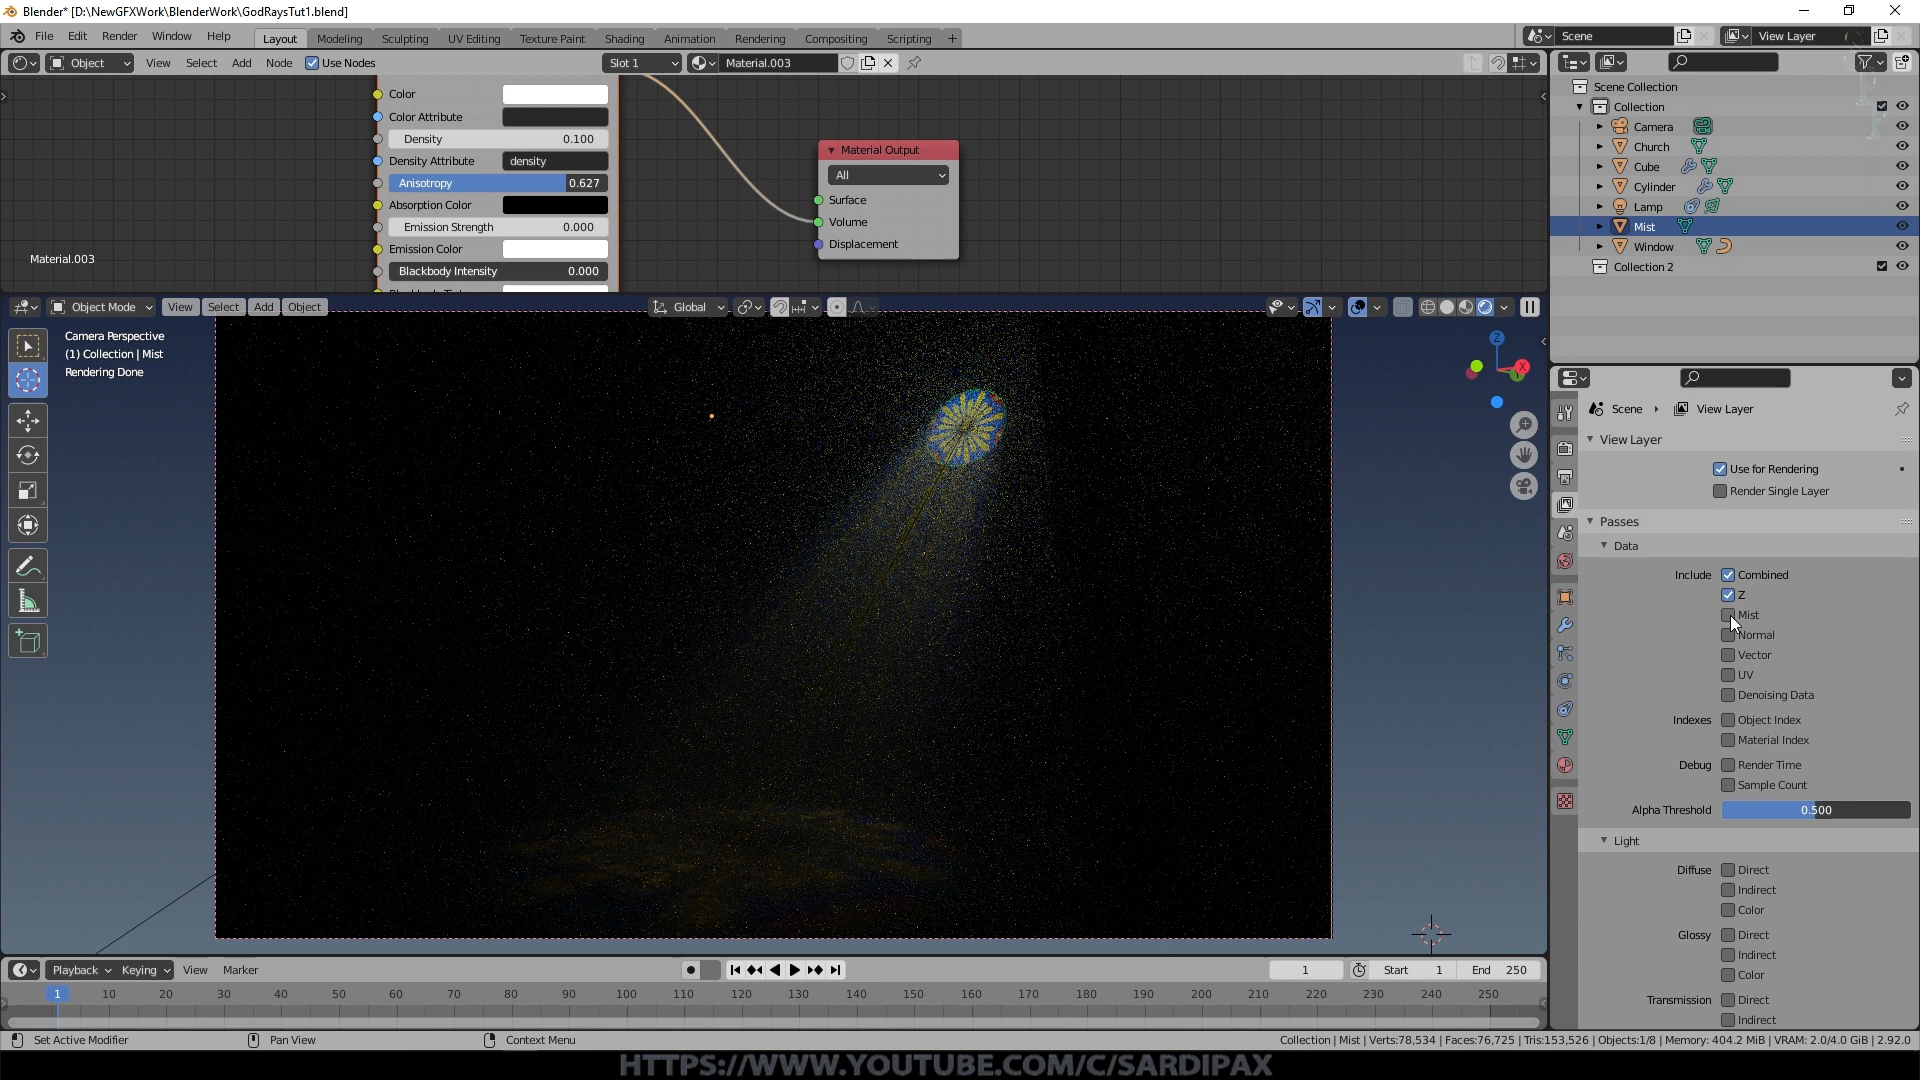 Blender* [D:\NewGFXWork\BlenderWork\GodRaysTut1.blend]
File Edit Render Window Help
Layout Modeling Sculpting UV Editing Texture Paint Shading Animation Rendering Compositing Scripting +
Scene
View Layer
Object View Select Add Node Use Nodes Slot 1 Material.003
Color
Color Attribute
Density 0.100
Density Attribute density
Anisotropy 0.627
Absorption Color
Emission Strength 0.000
Emission Color
Blackbody Intensity 0.000
Material.003
Material Output
All
Surface
Volume
Displacement
Scene Collection
Collection
Camera
Church
Cube
Cylinder
Lamp
Mist
Window
Collection 2
Object Mode View Select Add Object Global
Camera Perspective
(1) Collection | Mist
Rendering Done
Z
X
Scene View Layer
View Layer
Use for Rendering
Render Single Layer
Passes
Data
Include Combined
Z
Mist
Normal
Vector
UV
Denoising Data
Indexes Object Index
Material Index
Debug Render Time
Sample Count
Alpha Threshold 0.500
Light
Diffuse Direct
Indirect
Color
Glossy Direct
Indirect
Color
Transmission Direct
Indirect
Playback Keying View Marker
1 Start 1 End 250
1 10 20 30 40 50 60 70 80 90 100 110 120 130 140 150 160 170 180 190 200 210 220 230 240 250
Set Active Modifier Pan View Context Menu
Collection | Mist | Verts:78,534 | Faces:76,725 | Tris:153,526 | Objects:1/8 | Memory: 404.2 MiB | VRAM: 2.0/4.0 GiB | 2.92.0
HTTPS://WWW.YOUTUBE.COM/C/SARDIPAX